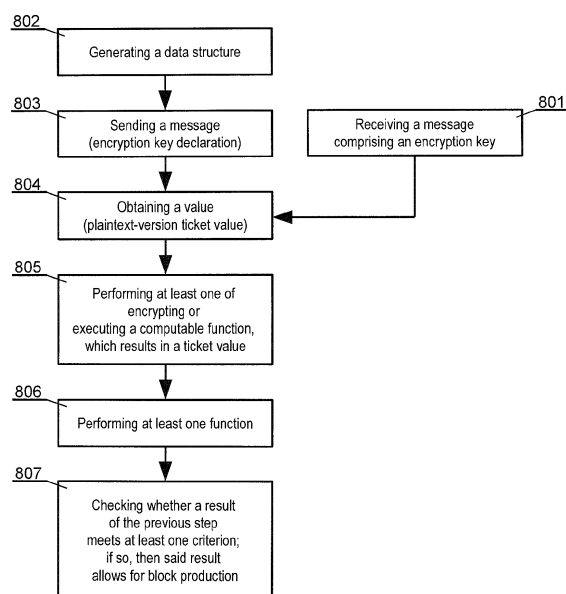 802
Generating a data structure
803
Sending a message
(encryption key declaration)
801
Receiving a message
comprising an encryption key
804
Obtaining a value
(plaintext-version ticket value)
805
Performing at least one of
encrypting or
executing a computable function,
which results in a ticket value
806
Performing at least one function
807
Checking whether a result
of the previous step
meets at least one criterion;
if so, then said result
allows for block production